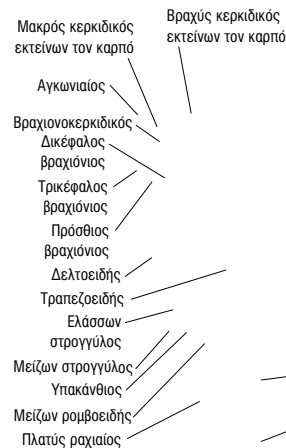 Μακρός κερκιδικός
εκτείνων τον καρπό
Βραχύς κερκιδικός
εκτείνων τον καρπό
Αγκωνιαίος
Βραχιονοκερκιδικός
Δικέφαλος
βραχιόνιος
Τρικέφαλος
βραχιόνιος
Πρόσθιος
βραχιόνιος
Δελτοειδής
Τραπεζοειδής
Ελάσσων
στρογγύλος
Μείζων στρογγύλος
Υπακάνθιος
Μείζων ρομβοειδής
Πλατύς ραχιαίος